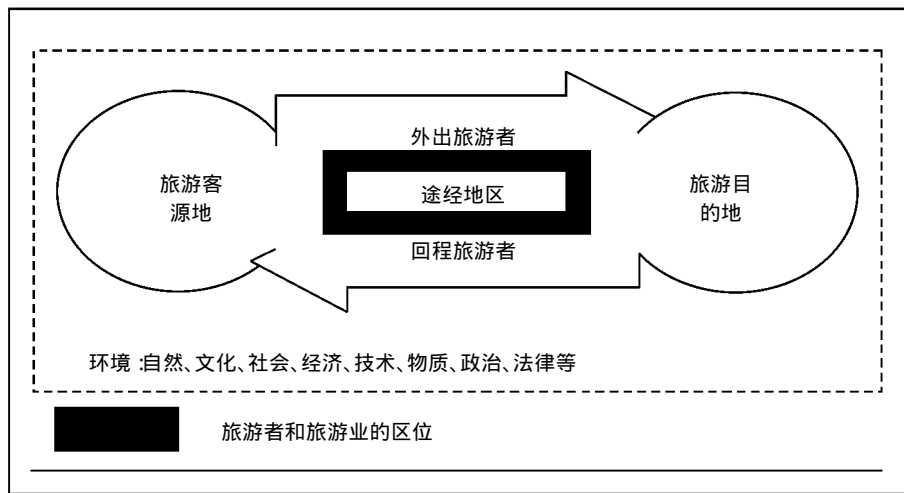 外出旅游者
旅游客
源地
途经地区
旅游目
的地
回程旅游者
环境:自然、文化、社会、经济、技术、物质、政治、法律等
旅游者和旅游业的区位